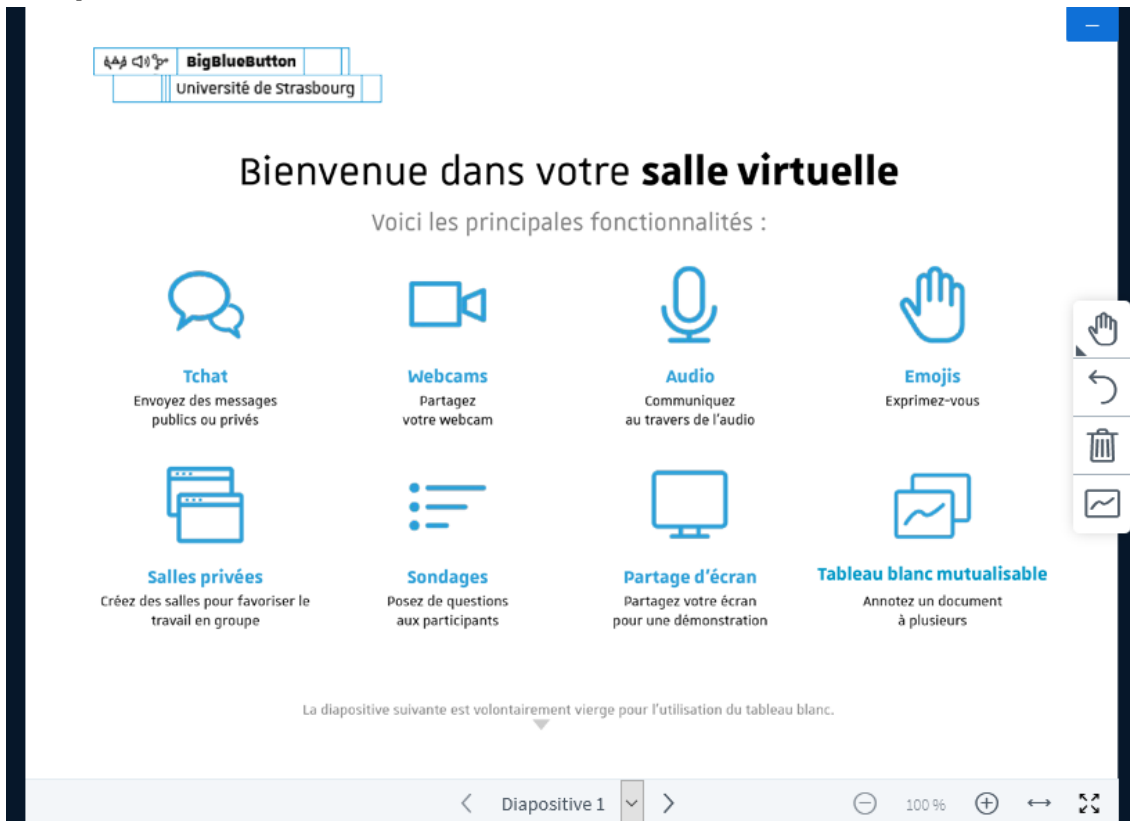 BigBlueButton
Université de Strasbourg
Bienvenue dans votre salle virtuelle
Voici les principales fonctionnalités :
Tchat
Envoyez des messages
publics ou privés
Webcams
Partagez
votre webcam
Audio
Communiquez
au travers de l'audio
Emojis
Exprimez-vous
Salles privées
Créez des salles pour favoriser le
travail en groupe
Sondages
Posez de questions
aux participants
Partage d'écran
Partagez votre écran
pour une démonstration
Tableau blanc mutualisable
Annotez un document
à plusieurs
La diapositive suivante est volontairement vierge pour l'utilisation du tableau blanc.
Diapositive 1
100 %